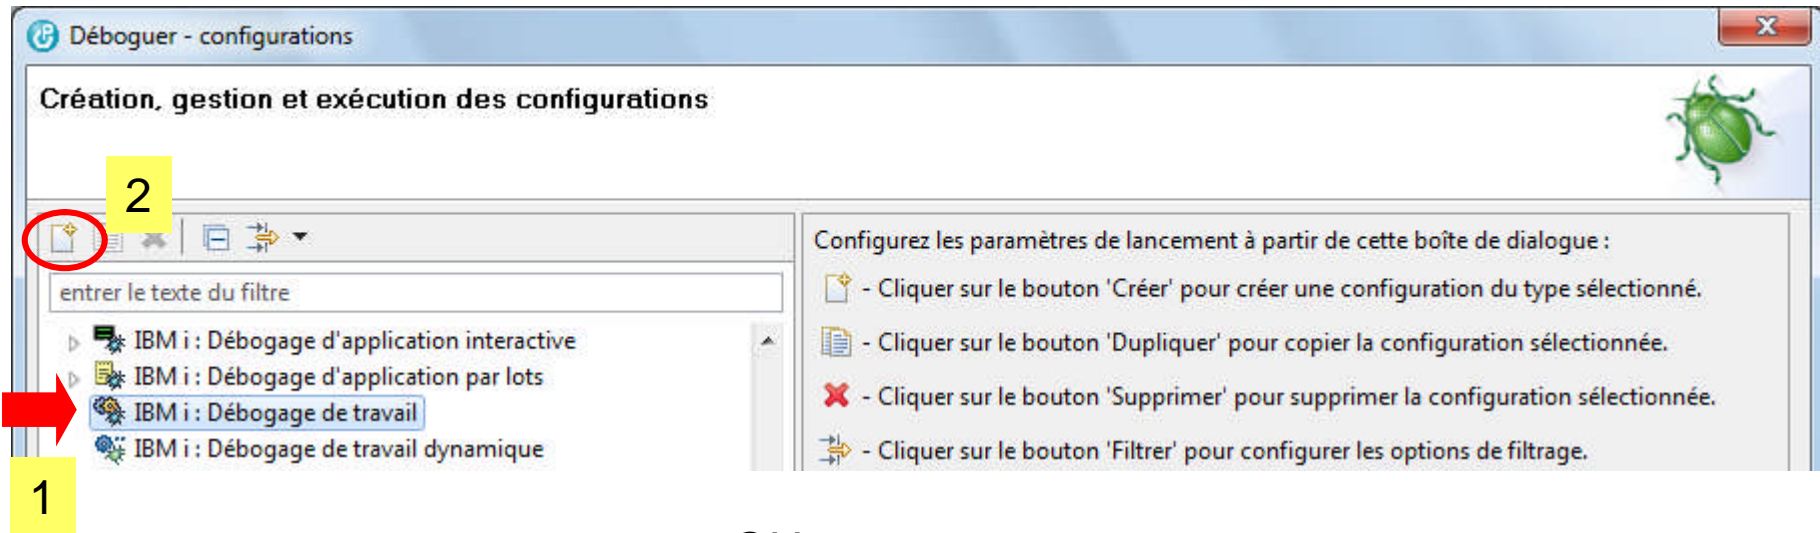 Déboguer - configurations
Création, gestion et exécution des configurations
2
entrer le texte du filtre
IBM i : Débogage d'application interactive
IBM i : Débogage d'application par lots
IBM i : Débogage de travail
IBM i : Débogage de travail dynamique
1
Configurez les paramètres de lancement à partir de cette boîte de dialogue :
- Cliquer sur le bouton 'Créer' pour créer une configuration du type sélectionné.
- Cliquer sur le bouton 'Dupliquer' pour copier la configuration sélectionnée.
- Cliquer sur le bouton 'Supprimer' pour supprimer la configuration sélectionnée.
- Cliquer sur le bouton 'Filtrer' pour configurer les options de filtrage.